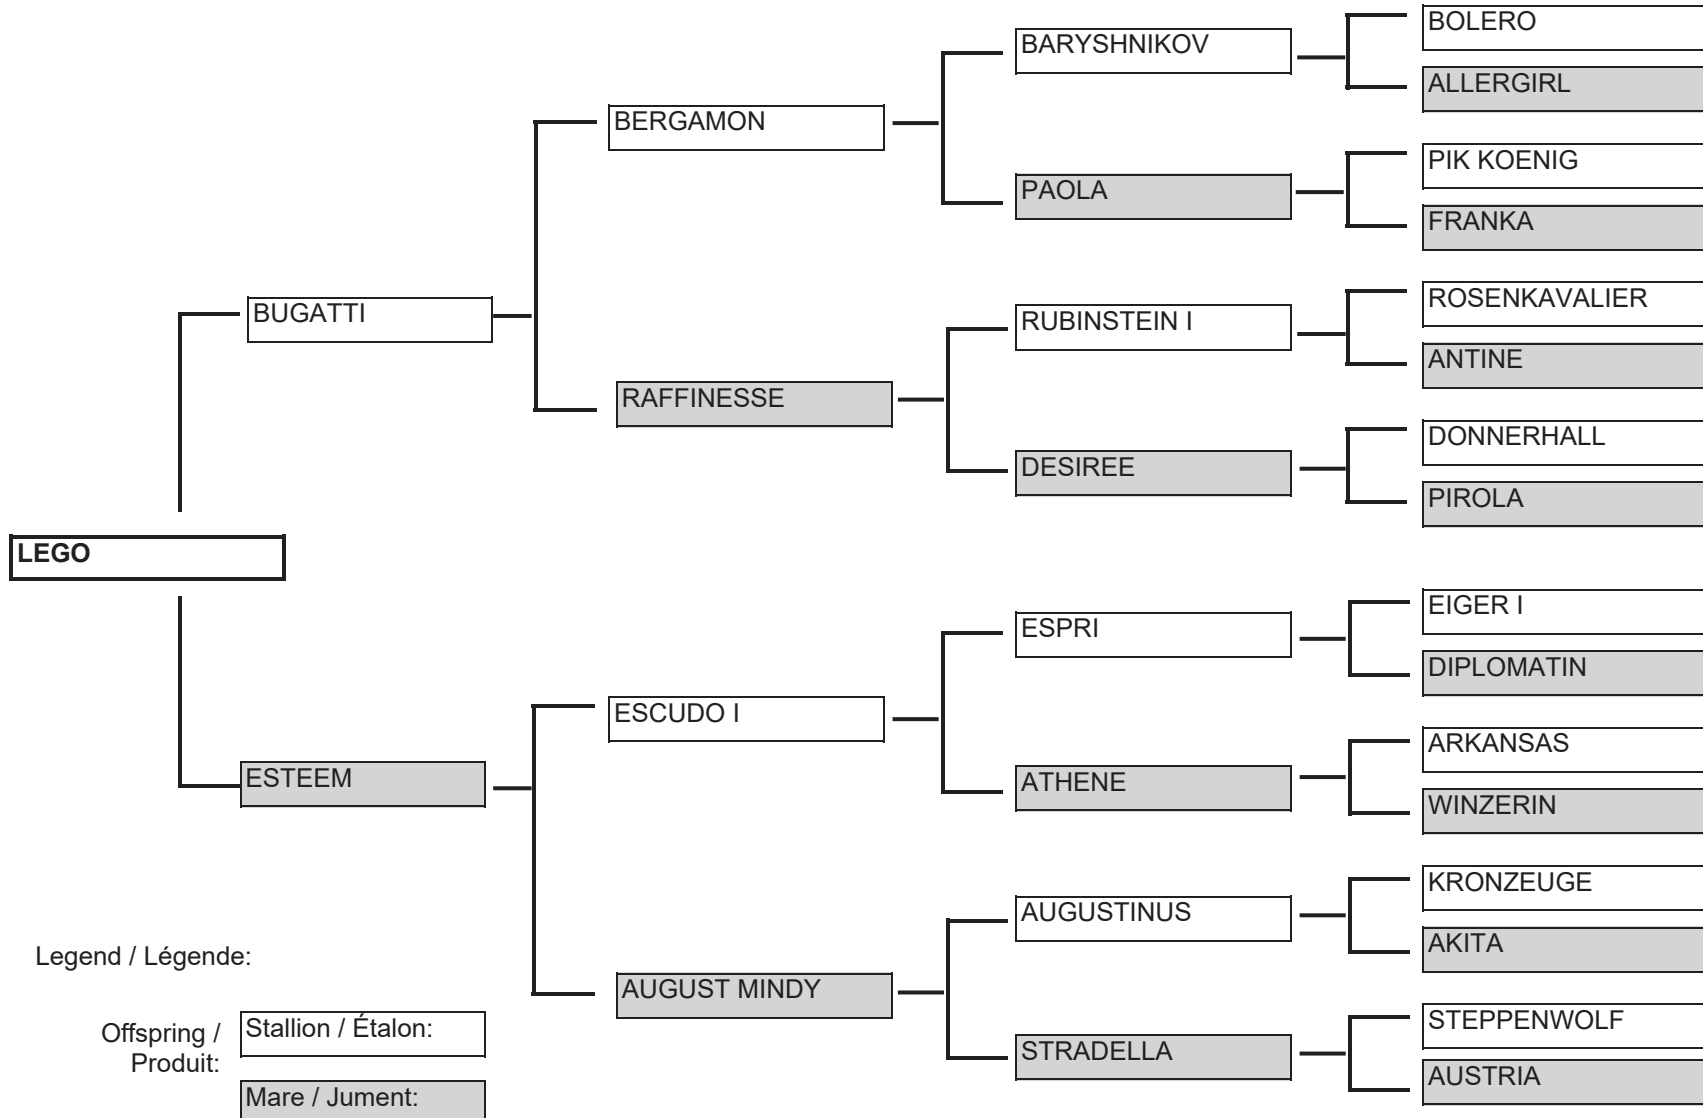 BOLERO
BARYSHNIKOV
ALLERGIRL
BERGAMON
PIK KOENIG
PAOLA
FRANKA
BUGATTI
ROSENKAVALIER
RUBINSTEIN I
ANTINE
RAFFINESSE
DONNERHALL
DESIREE
PIROLA
LEGO
EIGER I
ESPRI
DIPLOMATIN
ESCUDO I
ARKANSAS
ESTEEM
ATHENE
WINZERIN
KRONZEUGE
AUGUSTINUS
AKITA
Legend / Légende:
AUGUST MINDY
STEPPENWOLF
Offspring /
Produit:
Stallion / Étalon:
STRADELLA
AUSTRIA
Mare / Jument: